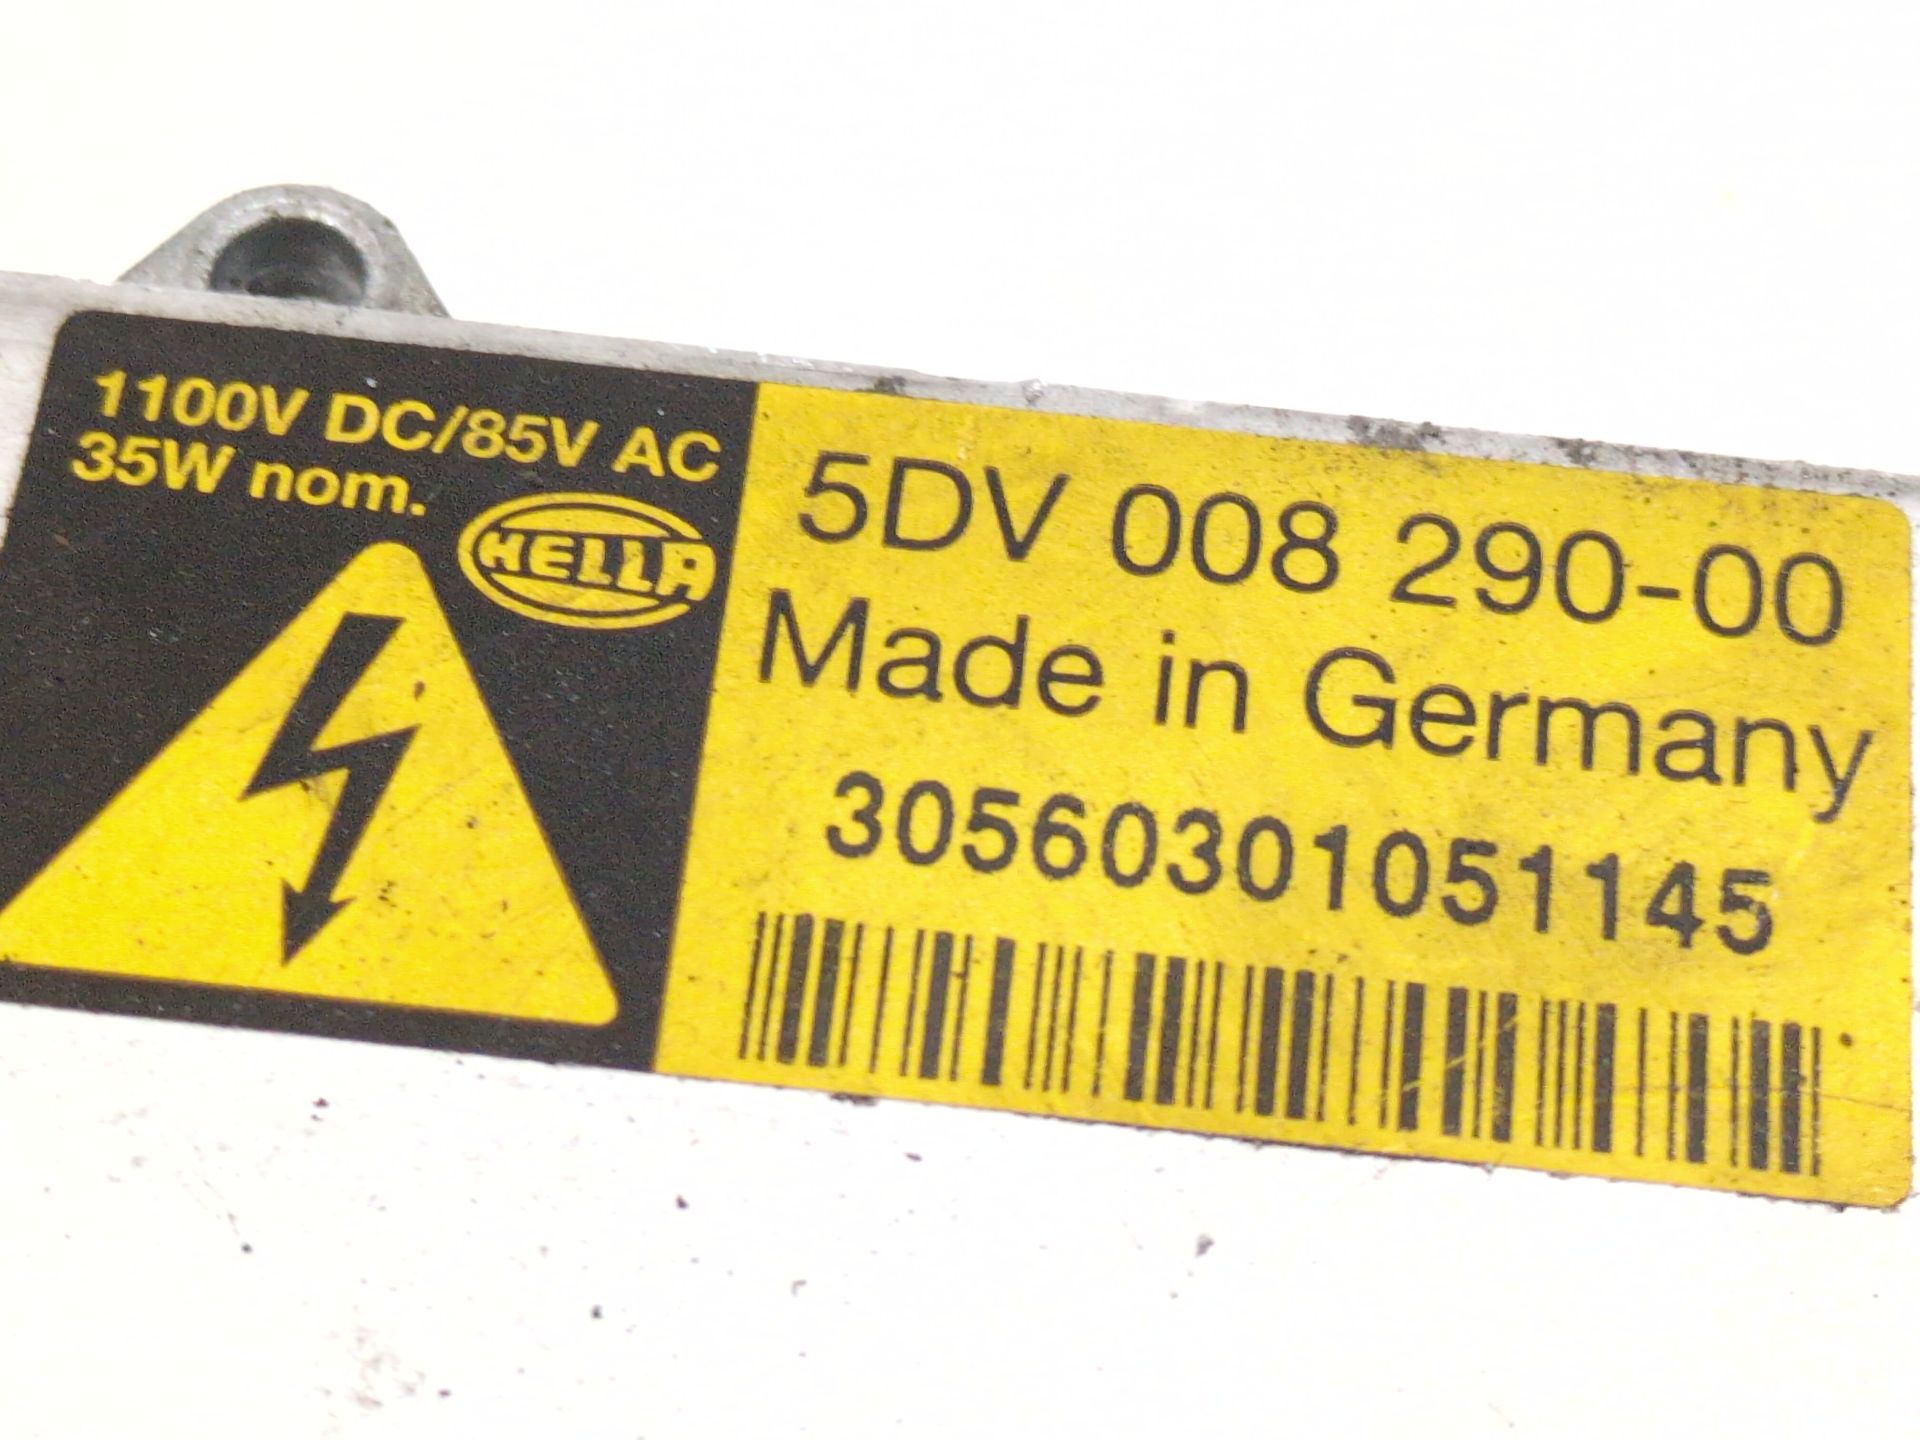 1100V DC/85V AC
35W nom.
HELLA
5DV 008 290-00
Made in Germany
30560301051145